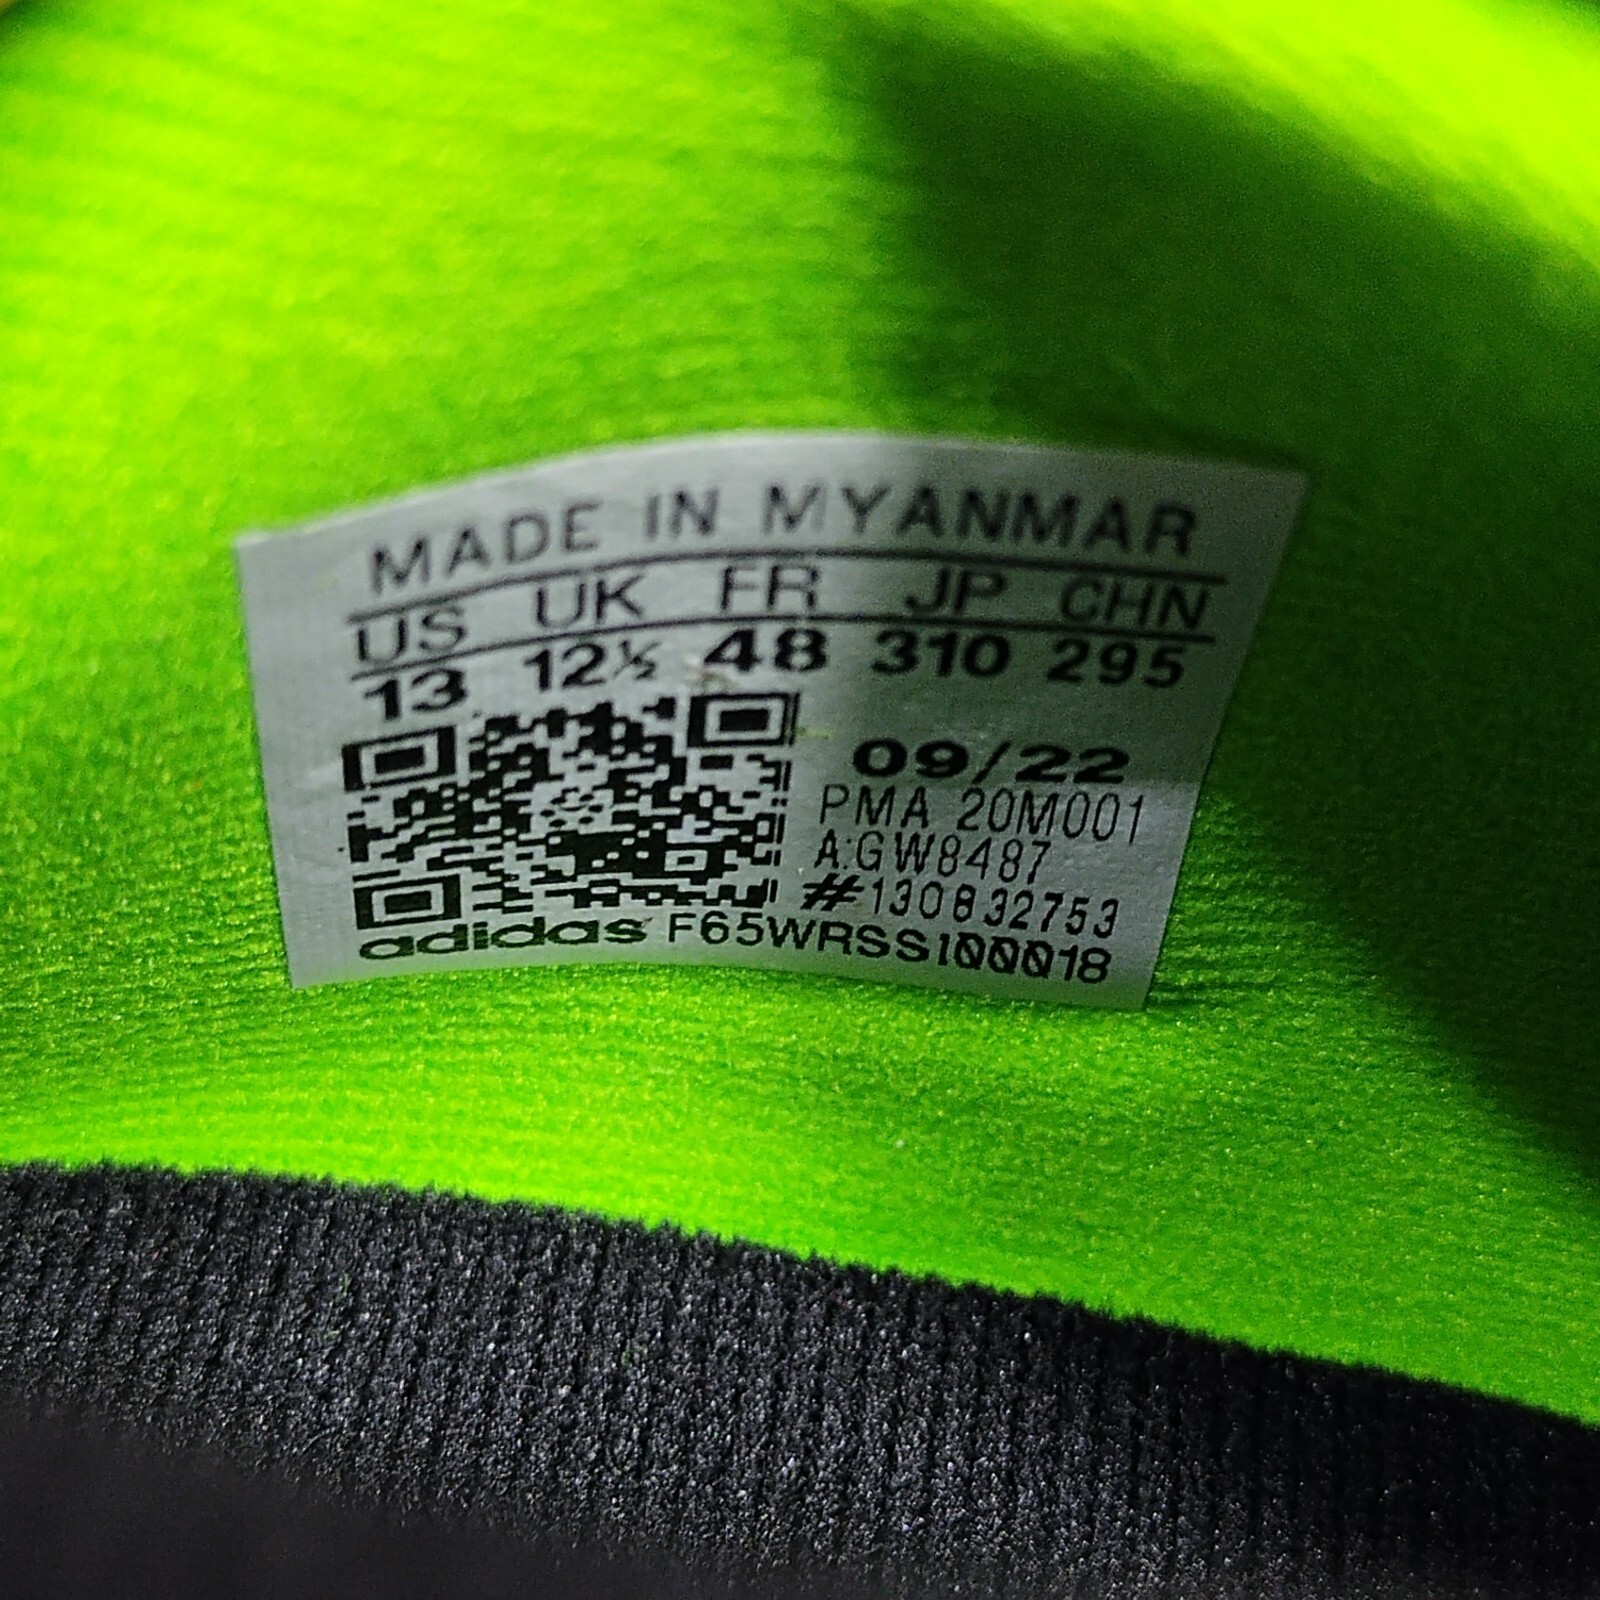 MADE IN MYANMAR
US UK FR JP CHN
13 12½ 48 310 295
09/22
PMA 20M001
A:GW8487
#130832753
adidas F65WRSS100018